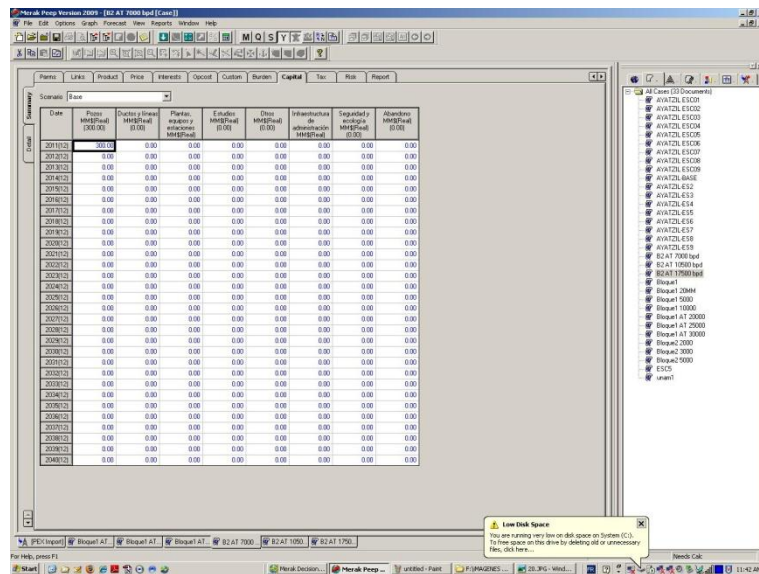 Merak Peep Version 2009 - [B2 AT 7000 bpd [Case]]
File Edit Options Graph Forecast View Reports Window Help
M Q S Y
Parms Links Product Price Interests Opcost Custom Burden Capital Tax Risk Report
Summary
Detail
Scenario Base
Date Pozos MM$(Real) (300.00) Ductos y líneas MM$(Real) (0.00) Plantas, equipos y estaciones MM$(Real) Estudios MM$(Real) (0.00) Otros MM$(Real) (0.00) Infraestructura de administración MM$(Real) Seguridad y ecología MM$(Real) (0.00) Abandono MM$(Real) (0.00)
2011(12) 300.00 0.00 0.00 0.00 0.00 0.00 0.00 0.00
2012(12) 0.00 0.00 0.00 0.00 0.00 0.00 0.00 0.00
2013(12) 0.00 0.00 0.00 0.00 0.00 0.00 0.00 0.00
2014(12) 0.00 0.00 0.00 0.00 0.00 0.00 0.00 0.00
2015(12) 0.00 0.00 0.00 0.00 0.00 0.00 0.00 0.00
2016(12) 0.00 0.00 0.00 0.00 0.00 0.00 0.00 0.00
2017(12) 0.00 0.00 0.00 0.00 0.00 0.00 0.00 0.00
2018(12) 0.00 0.00 0.00 0.00 0.00 0.00 0.00 0.00
2019(12) 0.00 0.00 0.00 0.00 0.00 0.00 0.00 0.00
2020(12) 0.00 0.00 0.00 0.00 0.00 0.00 0.00 0.00
2021(12) 0.00 0.00 0.00 0.00 0.00 0.00 0.00 0.00
2022(12) 0.00 0.00 0.00 0.00 0.00 0.00 0.00 0.00
2023(12) 0.00 0.00 0.00 0.00 0.00 0.00 0.00 0.00
2024(12) 0.00 0.00 0.00 0.00 0.00 0.00 0.00 0.00
2025(12) 0.00 0.00 0.00 0.00 0.00 0.00 0.00 0.00
2026(12) 0.00 0.00 0.00 0.00 0.00 0.00 0.00 0.00
2027(12) 0.00 0.00 0.00 0.00 0.00 0.00 0.00 0.00
2028(12) 0.00 0.00 0.00 0.00 0.00 0.00 0.00 0.00
2029(12) 0.00 0.00 0.00 0.00 0.00 0.00 0.00 0.00
2030(12) 0.00 0.00 0.00 0.00 0.00 0.00 0.00 0.00
2031(12) 0.00 0.00 0.00 0.00 0.00 0.00 0.00 0.00
2032(12) 0.00 0.00 0.00 0.00 0.00 0.00 0.00 0.00
2033(12) 0.00 0.00 0.00 0.00 0.00 0.00 0.00 0.00
2034(12) 0.00 0.00 0.00 0.00 0.00 0.00 0.00 0.00
2035(12) 0.00 0.00 0.00 0.00 0.00 0.00 0.00 0.00
2036(12) 0.00 0.00 0.00 0.00 0.00 0.00 0.00 0.00
2037(12) 0.00 0.00 0.00 0.00 0.00 0.00 0.00 0.00
2038(12) 0.00 0.00 0.00 0.00 0.00 0.00 0.00 0.00
2039(12) 0.00 0.00 0.00 0.00 0.00 0.00 0.00 0.00
2040(12) 0.00 0.00 0.00 0.00 0.00 0.00 0.00 0.00
All Cases (33 Documents)
AYATZIL ESC01
AYATZIL ESC02
AYATZIL ESC03
AYATZIL ESC04
AYATZIL ESC05
AYATZIL ESC06
AYATZIL ESC07
AYATZIL ESC08
AYATZIL ESC09
AYATZIL-BASE
AYATZIL-ES2
AYATZIL-ES3
AYATZIL-ES4
AYATZIL-ES5
AYATZIL-ES6
AYATZIL-ES7
AYATZIL-ES8
AYATZIL-ES9
B2 AT 7000 bpd
B2 AT 10500 bpd
B2 AT 17500 bpd
Bloque1
Bloque1 20MM
Bloque1 5000
Bloque1 10000
Bloque1 AT 20000
Bloque1 AT 25000
Bloque1 AT 30000
Bloque2 2000
Bloque2 3000
Bloque2 5000
ESC5
unam1
[PEX Import] Bloque1 AT... Bloque1 AT... Bloque1 AT... B2 AT 7000... B2 AT 1050... B2 AT 1750...
Low Disk Space
You are running very low on disk space on System (C:).
To free space on this drive by deleting old or unnecessary
files, click here...
For Help, press F1
Needs Calc
Start Merak Decision... Merak Peep ... untitled - Paint F:\IMAGENES ... 20.JPG - Wind... 11:42 AM